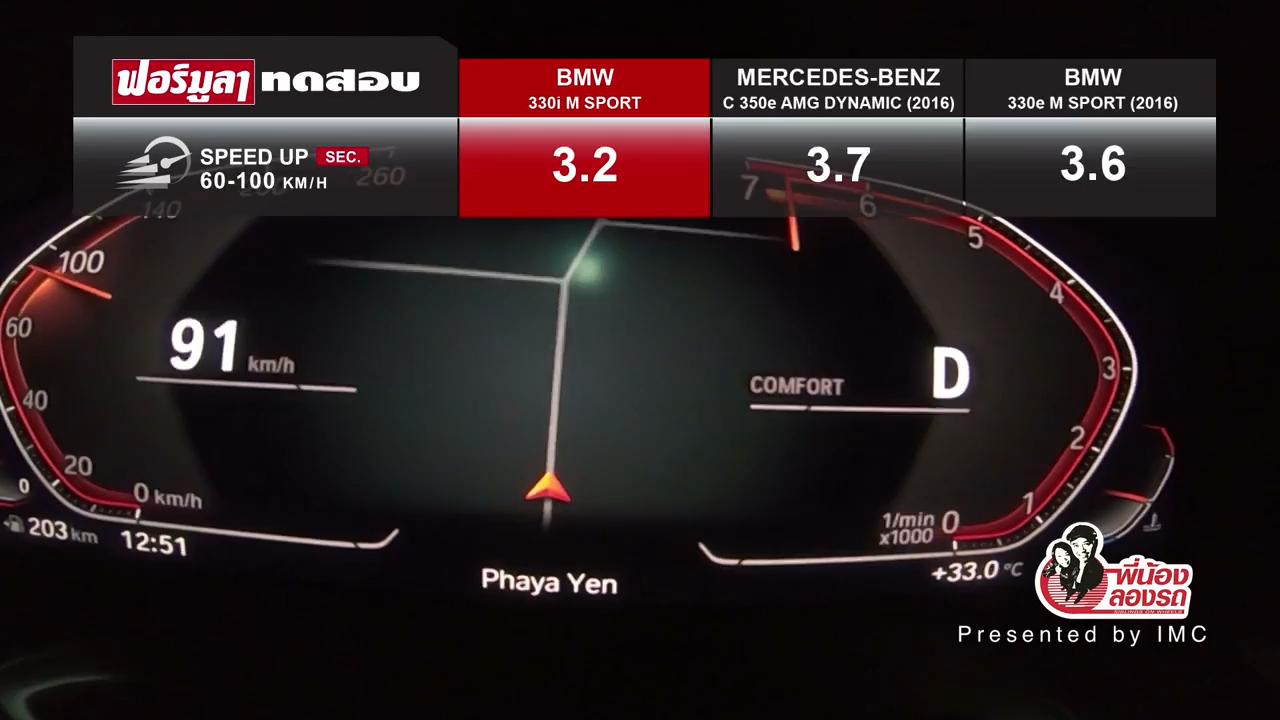 ฟอร์มูลา ทดสอบ
BMW
330i M SPORT
MERCEDES-BENZ
C 350e AMG DYNAMIC (2016)
BMW
330e M SPORT (2016)
SPEED UP SEC.
60-100 KM/H
3.2
3.7
3.6
260
140
100
60
40
20
0 km/h
0
91 km/h
7
6
5
4
3
2
1
0
COMFORT
D
1/min
x1000
203 km
12:51
Phaya Yen
+33.0 °C
พี่น้อง
ลองรถ
SIBLINGS ON WHEELS
Presented by IMC